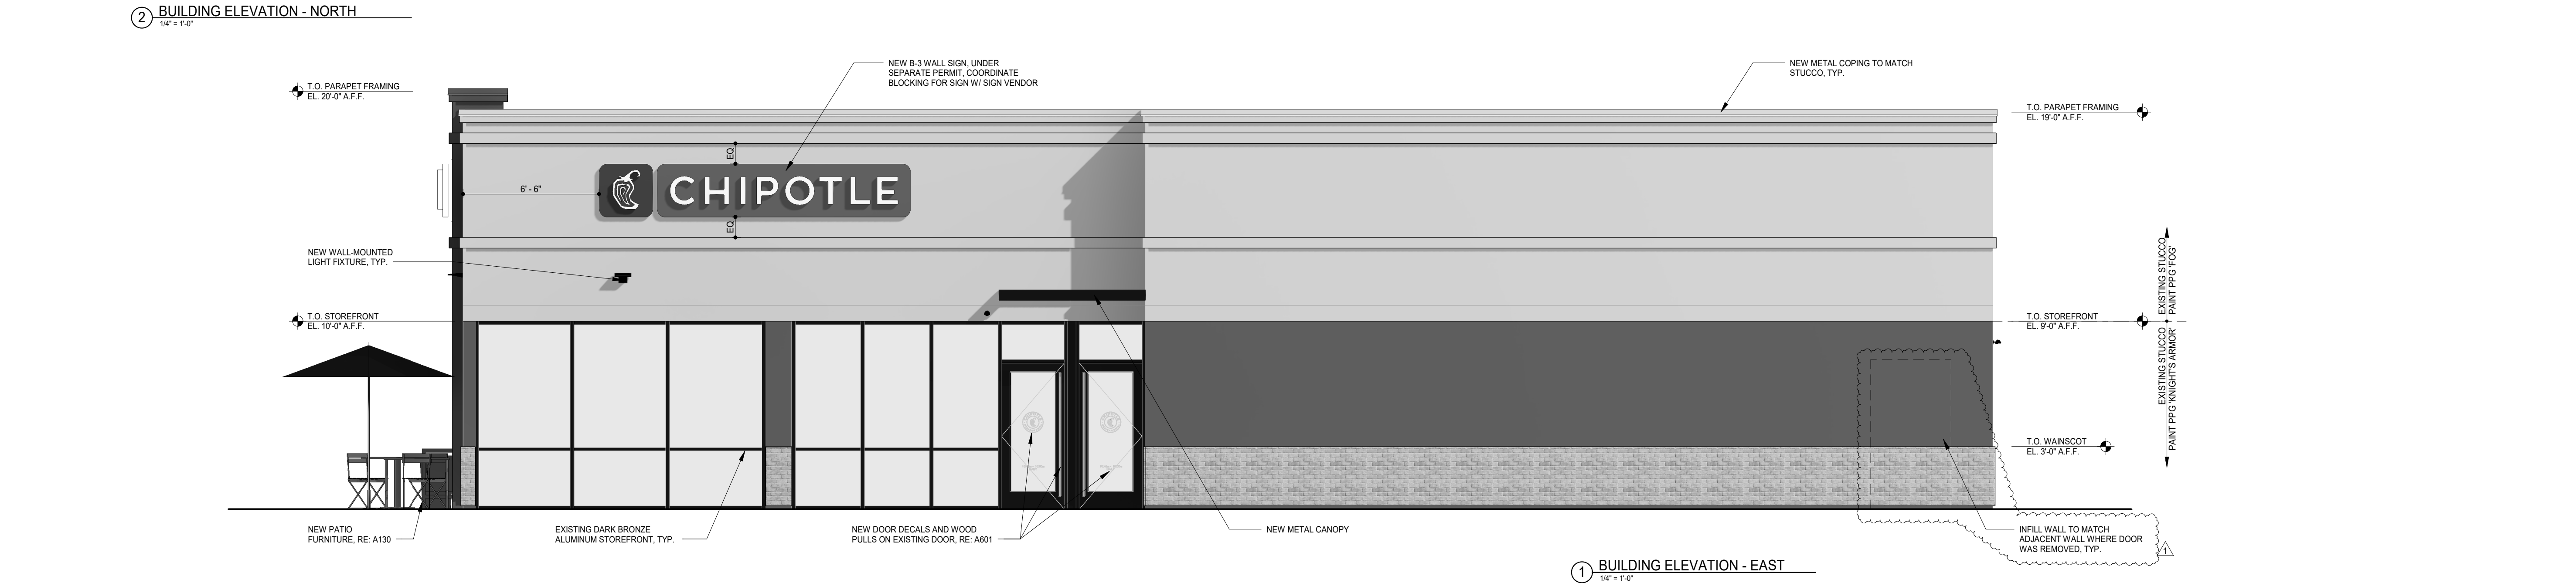 2
BUILDING ELEVATION - NORTH
1/4" = 1'-0"
NEW B-3 WALL SIGN, UNDER
SEPARATE PERMIT, COORDINATE
BLOCKING FOR SIGN W/ SIGN VENDOR
NEW METAL COPING TO MATCH
STUCCO, TYP.
T.O. PARAPET FRAMING
EL. 20'-0" A.F.F.
T.O. PARAPET FRAMING
EL. 19'-0" A.F.F.
EQ
6' - 6"
CHIPOTLE
EQ
NEW WALL-MOUNTED
LIGHT FIXTURE, TYP.
EXISTING STUCCO
PAINT PPG 'FOG'
T.O. STOREFRONT
EL. 10'-0" A.F.F.
T.O. STOREFRONT
EL. 9'-0" A.F.F.
EXISTING STUCCO
PAINT PPG 'KNIGHT'S ARMOR'
T.O. WAINSCOT
EL. 3'-0" A.F.F.
NEW PATIO
FURNITURE, RE: A130
EXISTING DARK BRONZE
ALUMINUM STOREFRONT, TYP.
NEW DOOR DECALS AND WOOD
PULLS ON EXISTING DOOR, RE: A601
NEW METAL CANOPY
INFILL WALL TO MATCH
ADJACENT WALL WHERE DOOR
WAS REMOVED, TYP.
1
1
BUILDING ELEVATION - EAST
1/4" = 1'-0"